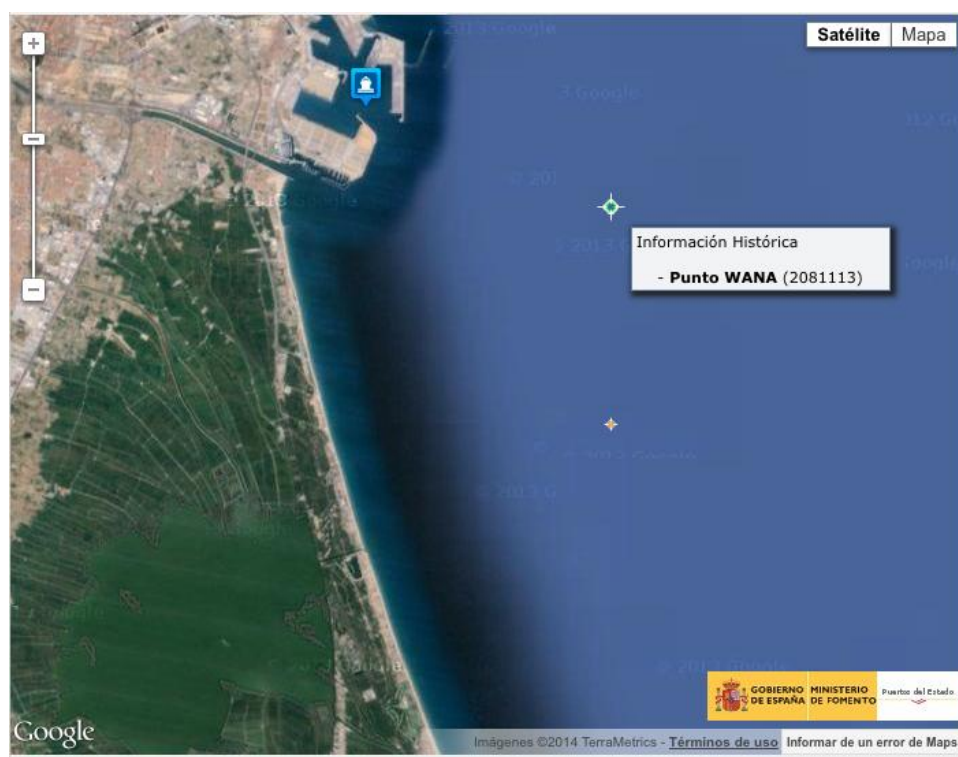 Satélite
Mapa
Información Histórica
- Punto WANA (2081113)
GOBIERNO DE ESPAÑA
MINISTERIO DE FOMENTO
Puertos del Estado
Google
Imágenes ©2014 TerraMetrics - Términos de uso
Informar de un error de Maps